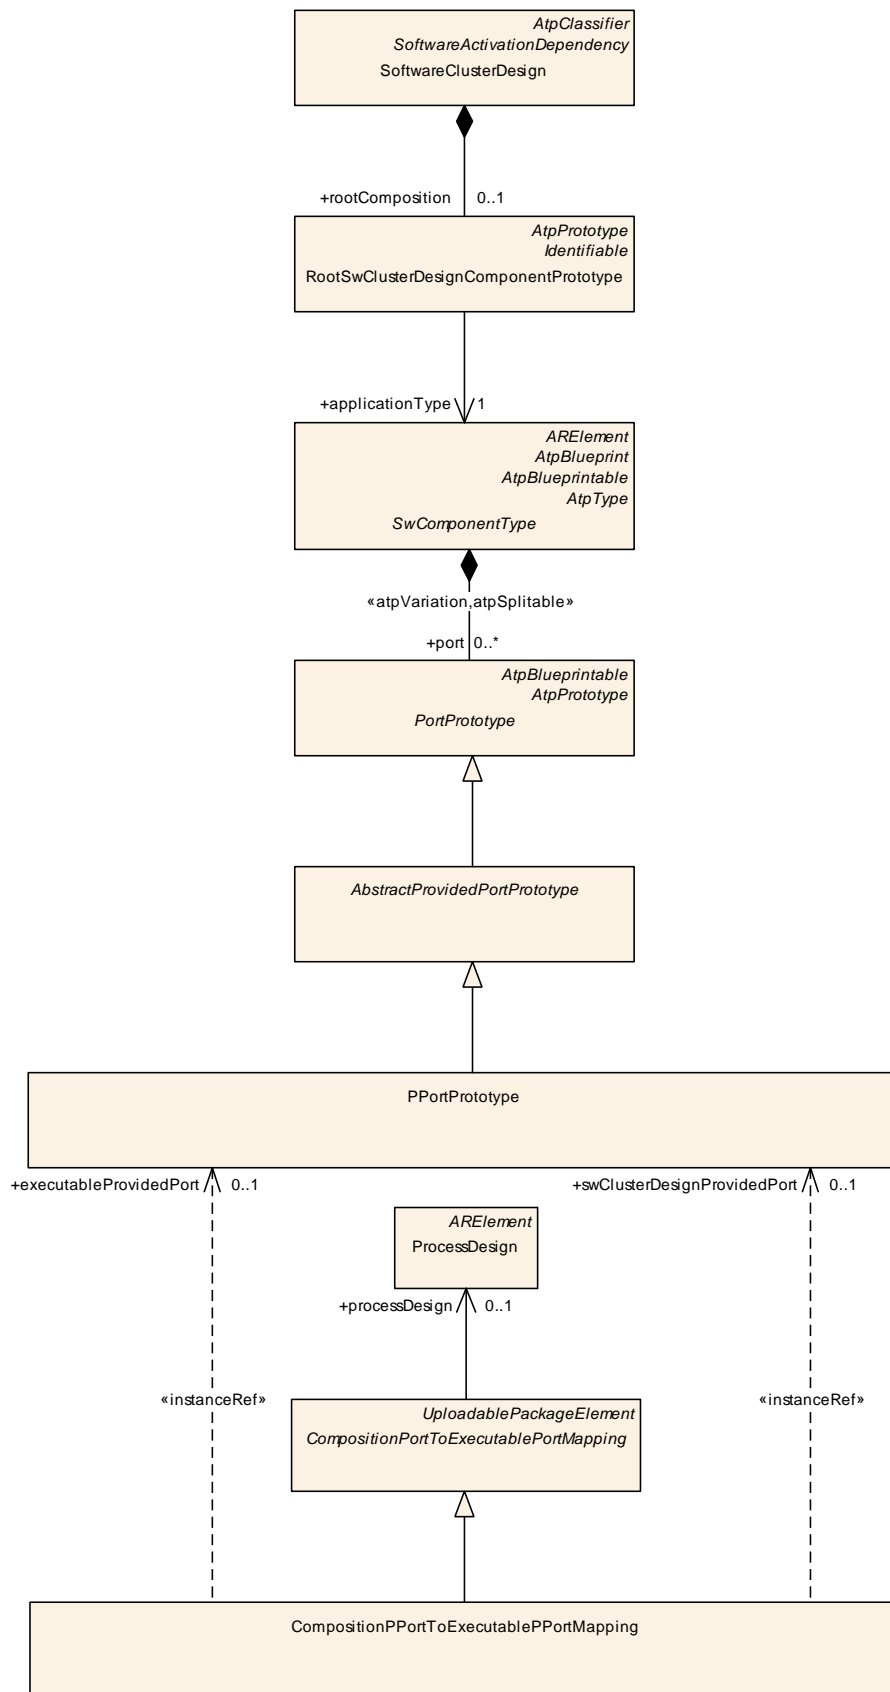 AtpClassifier
SoftwareActivationDependency
SoftwareClusterDesign
+rootComposition 0..1
AtpPrototype
Identifiable
RootSwClusterDesignComponentPrototype
+applicationType 1
ARElement
AtpBlueprint
AtpBlueprintable
AtpType
SwComponentType
«atpVariation,atpSplitable»
+port 0..*
AtpBlueprintable
AtpPrototype
PortPrototype
AbstractProvidedPortPrototype
PPortPrototype
+executableProvidedPort 0..1 +swClusterDesignProvidedPort 0..1
ARElement
ProcessDesign
+processDesign 0..1
«instanceRef» «instanceRef»
UploadablePackageElement
CompositionPortToExecutablePortMapping
CompositionPPortToExecutablePPortMapping